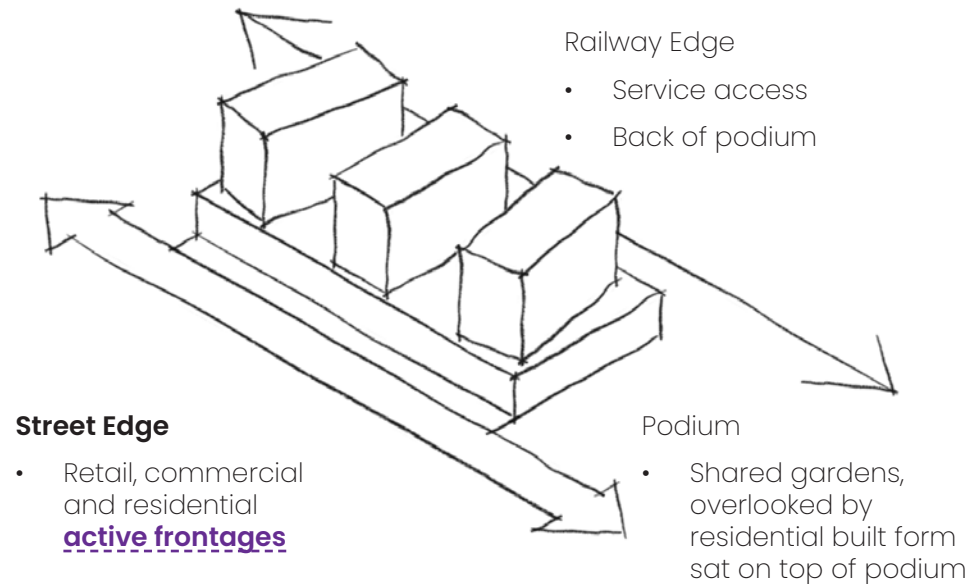 Railway Edge
• Service access
• Back of podium
Street Edge
• Retail, commercial
and residential
active frontages
Podium
• Shared gardens,
overlooked by
residential built form
sat on top of podium